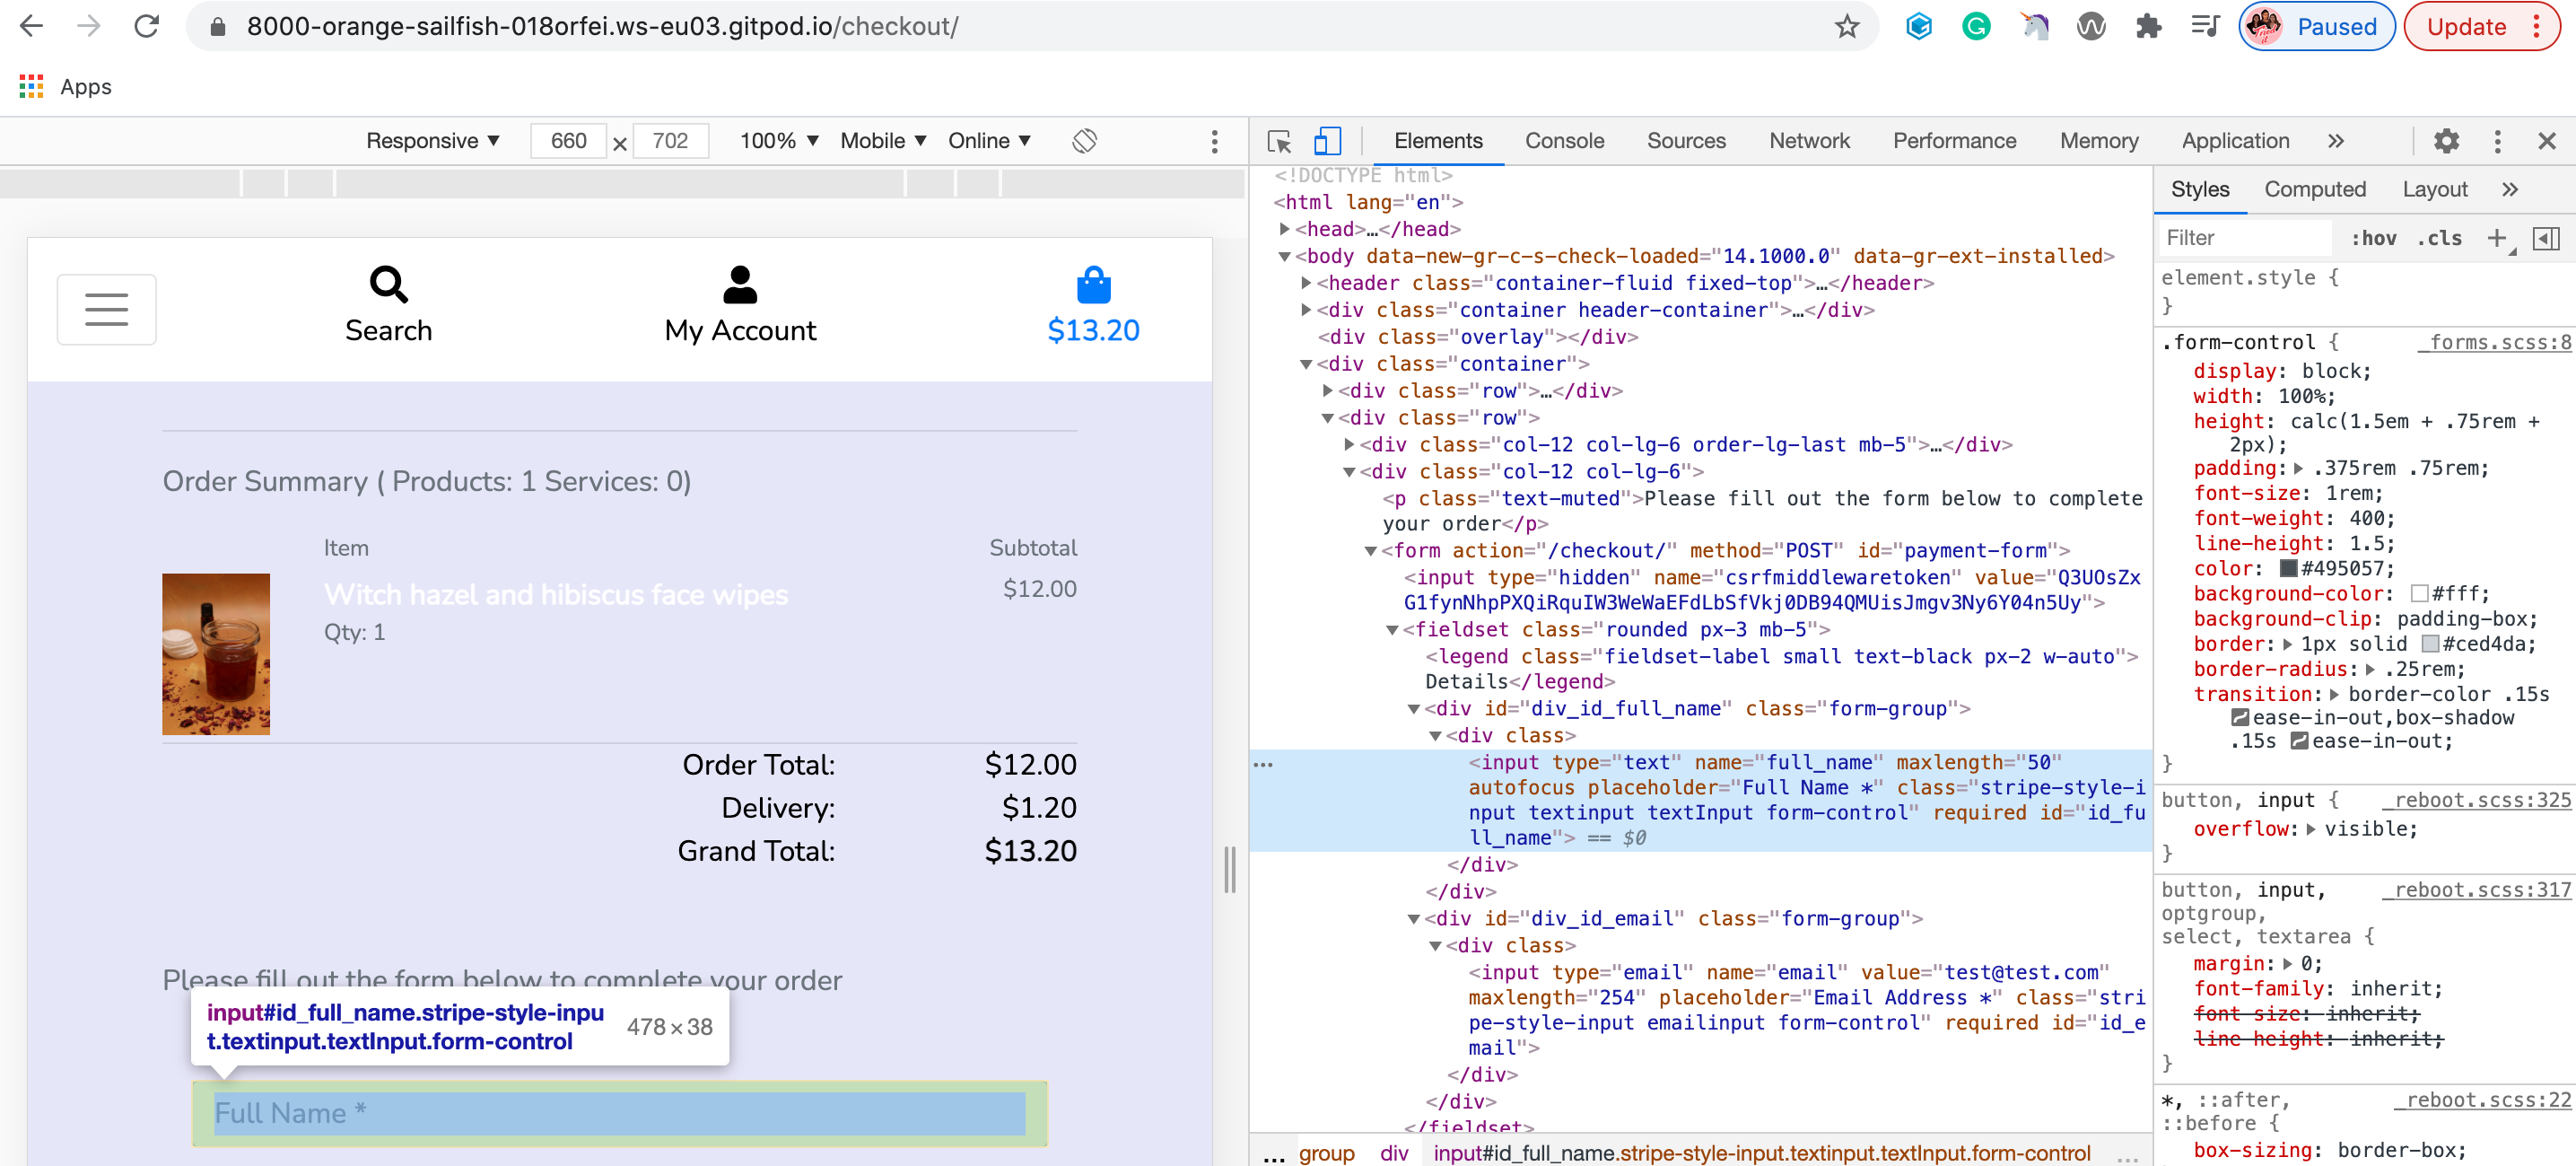 8000-orange-sailfish-018orfei.ws-eu03.gitpod.io/checkout/
Paused
Update
Apps
Responsive ▼ 660 × 702 100% ▼ Mobile ▼ Online ▼
Elements Console Sources Network Performance Memory Application »
Search
My Account
$13.20
Order Summary ( Products: 1 Services: 0)
Item Subtotal
Witch hazel and hibiscus face wipes $12.00
Qty: 1
Order Total: $12.00
Delivery: $1.20
Grand Total: $13.20
Please fill out the form below to complete your order
input#id_full_name.stripe-style-inpu
t.textinput.textInput.form-control
478 × 38
Full Name *
<!DOCTYPE html>
<html lang="en">
▶<head>…</head>
▼<body data-new-gr-c-s-check-loaded="14.1000.0" data-gr-ext-installed>
▶<header class="container-fluid fixed-top">…</header>
▶<div class="container header-container">…</div>
<div class="overlay"></div>
▼<div class="container">
▶<div class="row">…</div>
▼<div class="row">
▶<div class="col-12 col-lg-6 order-lg-last mb-5">…</div>
▼<div class="col-12 col-lg-6">
<p class="text-muted">Please fill out the form below to complete
your order</p>
▼<form action="/checkout/" method="POST" id="payment-form">
<input type="hidden" name="csrfmiddlewaretoken" value="Q3UOsZx
G1fynNhpPXQiRquIW3WeWaEFdLbSfVkj0DB94QMUisJmgv3Ny6Y04n5Uy">
▼<fieldset class="rounded px-3 mb-5">
<legend class="fieldset-label small text-black px-2 w-auto">
Details</legend>
▼<div id="div_id_full_name" class="form-group">
▼<div class>
… <input type="text" name="full_name" maxlength="50"
autofocus placeholder="Full Name *" class="stripe-style-i
nput textinput textInput form-control" required id="id_fu
ll_name"> == $0
</div>
</div>
▼<div id="div_id_email" class="form-group">
▼<div class>
<input type="email" name="email" value="test@test.com"
maxlength="254" placeholder="Email Address *" class="stri
pe-style-input emailinput form-control" required id="id_e
mail">
</div>
</div>
</fieldset>
… group div input#id_full_name.stripe-style-input.textinput.textInput.form-control …
Styles Computed Layout »
Filter :hov .cls +
element.style {
}
.form-control { _forms.scss:8
display: block;
width: 100%;
height: calc(1.5em + .75rem +
2px);
padding: ▶ .375rem .75rem;
font-size: 1rem;
font-weight: 400;
line-height: 1.5;
color: #495057;
background-color: #fff;
background-clip: padding-box;
border: ▶ 1px solid #ced4da;
border-radius: ▶ .25rem;
transition: ▶ border-color .15s
ease-in-out,box-shadow
.15s ease-in-out;
}
button, input { _reboot.scss:325
overflow: ▶ visible;
}
button, input, _reboot.scss:317
optgroup,
select, textarea {
margin: ▶ 0;
font-family: inherit;
font-size: inherit;
line-height: inherit;
}
*, ::after, _reboot.scss:22
::before {
box-sizing: border-box;